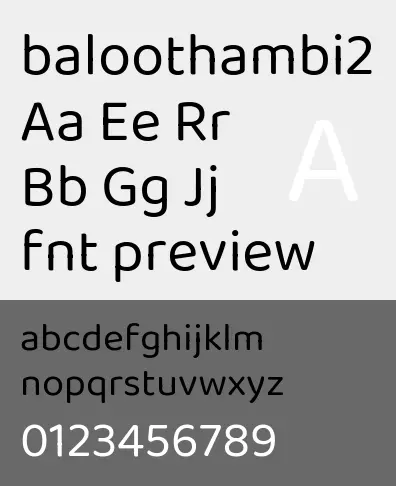 baloothambi2
Aa Ee Rr
A
Bb Gg Jj
fnt preview
abcdefghijklm
nopqrstuvwxyz
0123456789